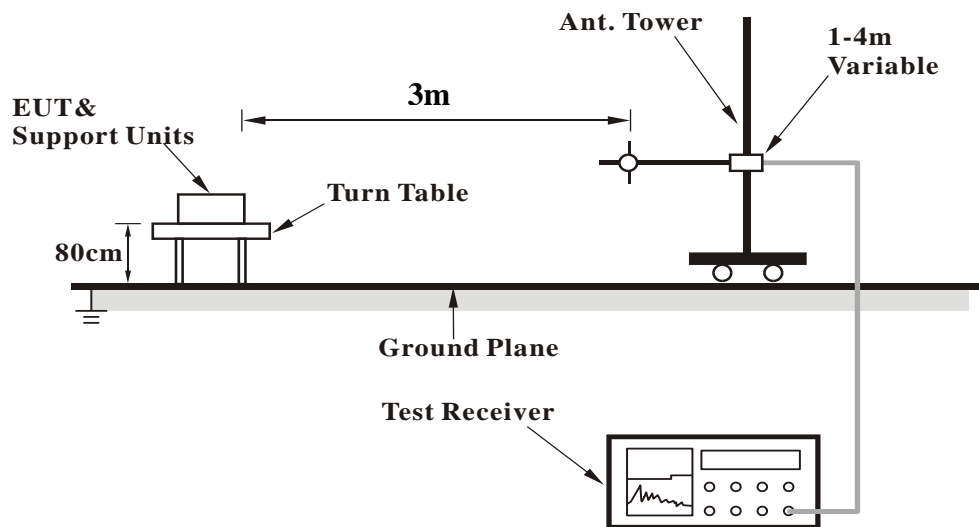 Ant. Tower
1-4m
Variable
3m
EUT&
Support Units
Turn Table
80cm
Ground Plane
Test Receiver